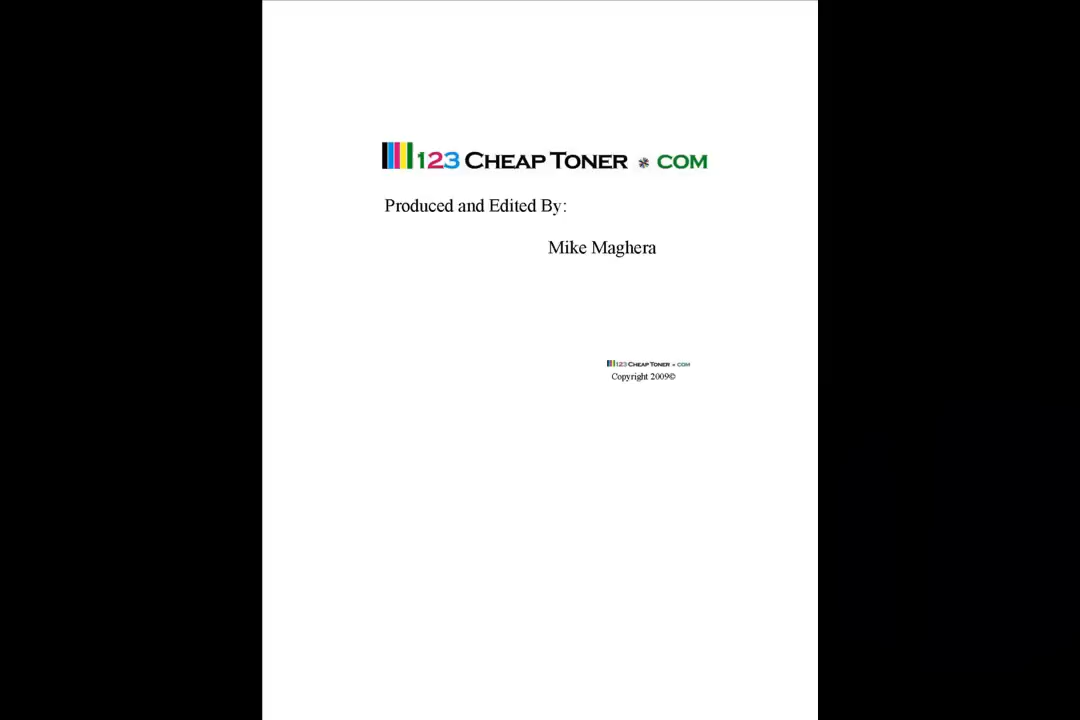 123 CHEAP TONER . COM
Produced and Edited By:
Mike Maghera
123 CHEAP TONER . COM
Copyright 2009©